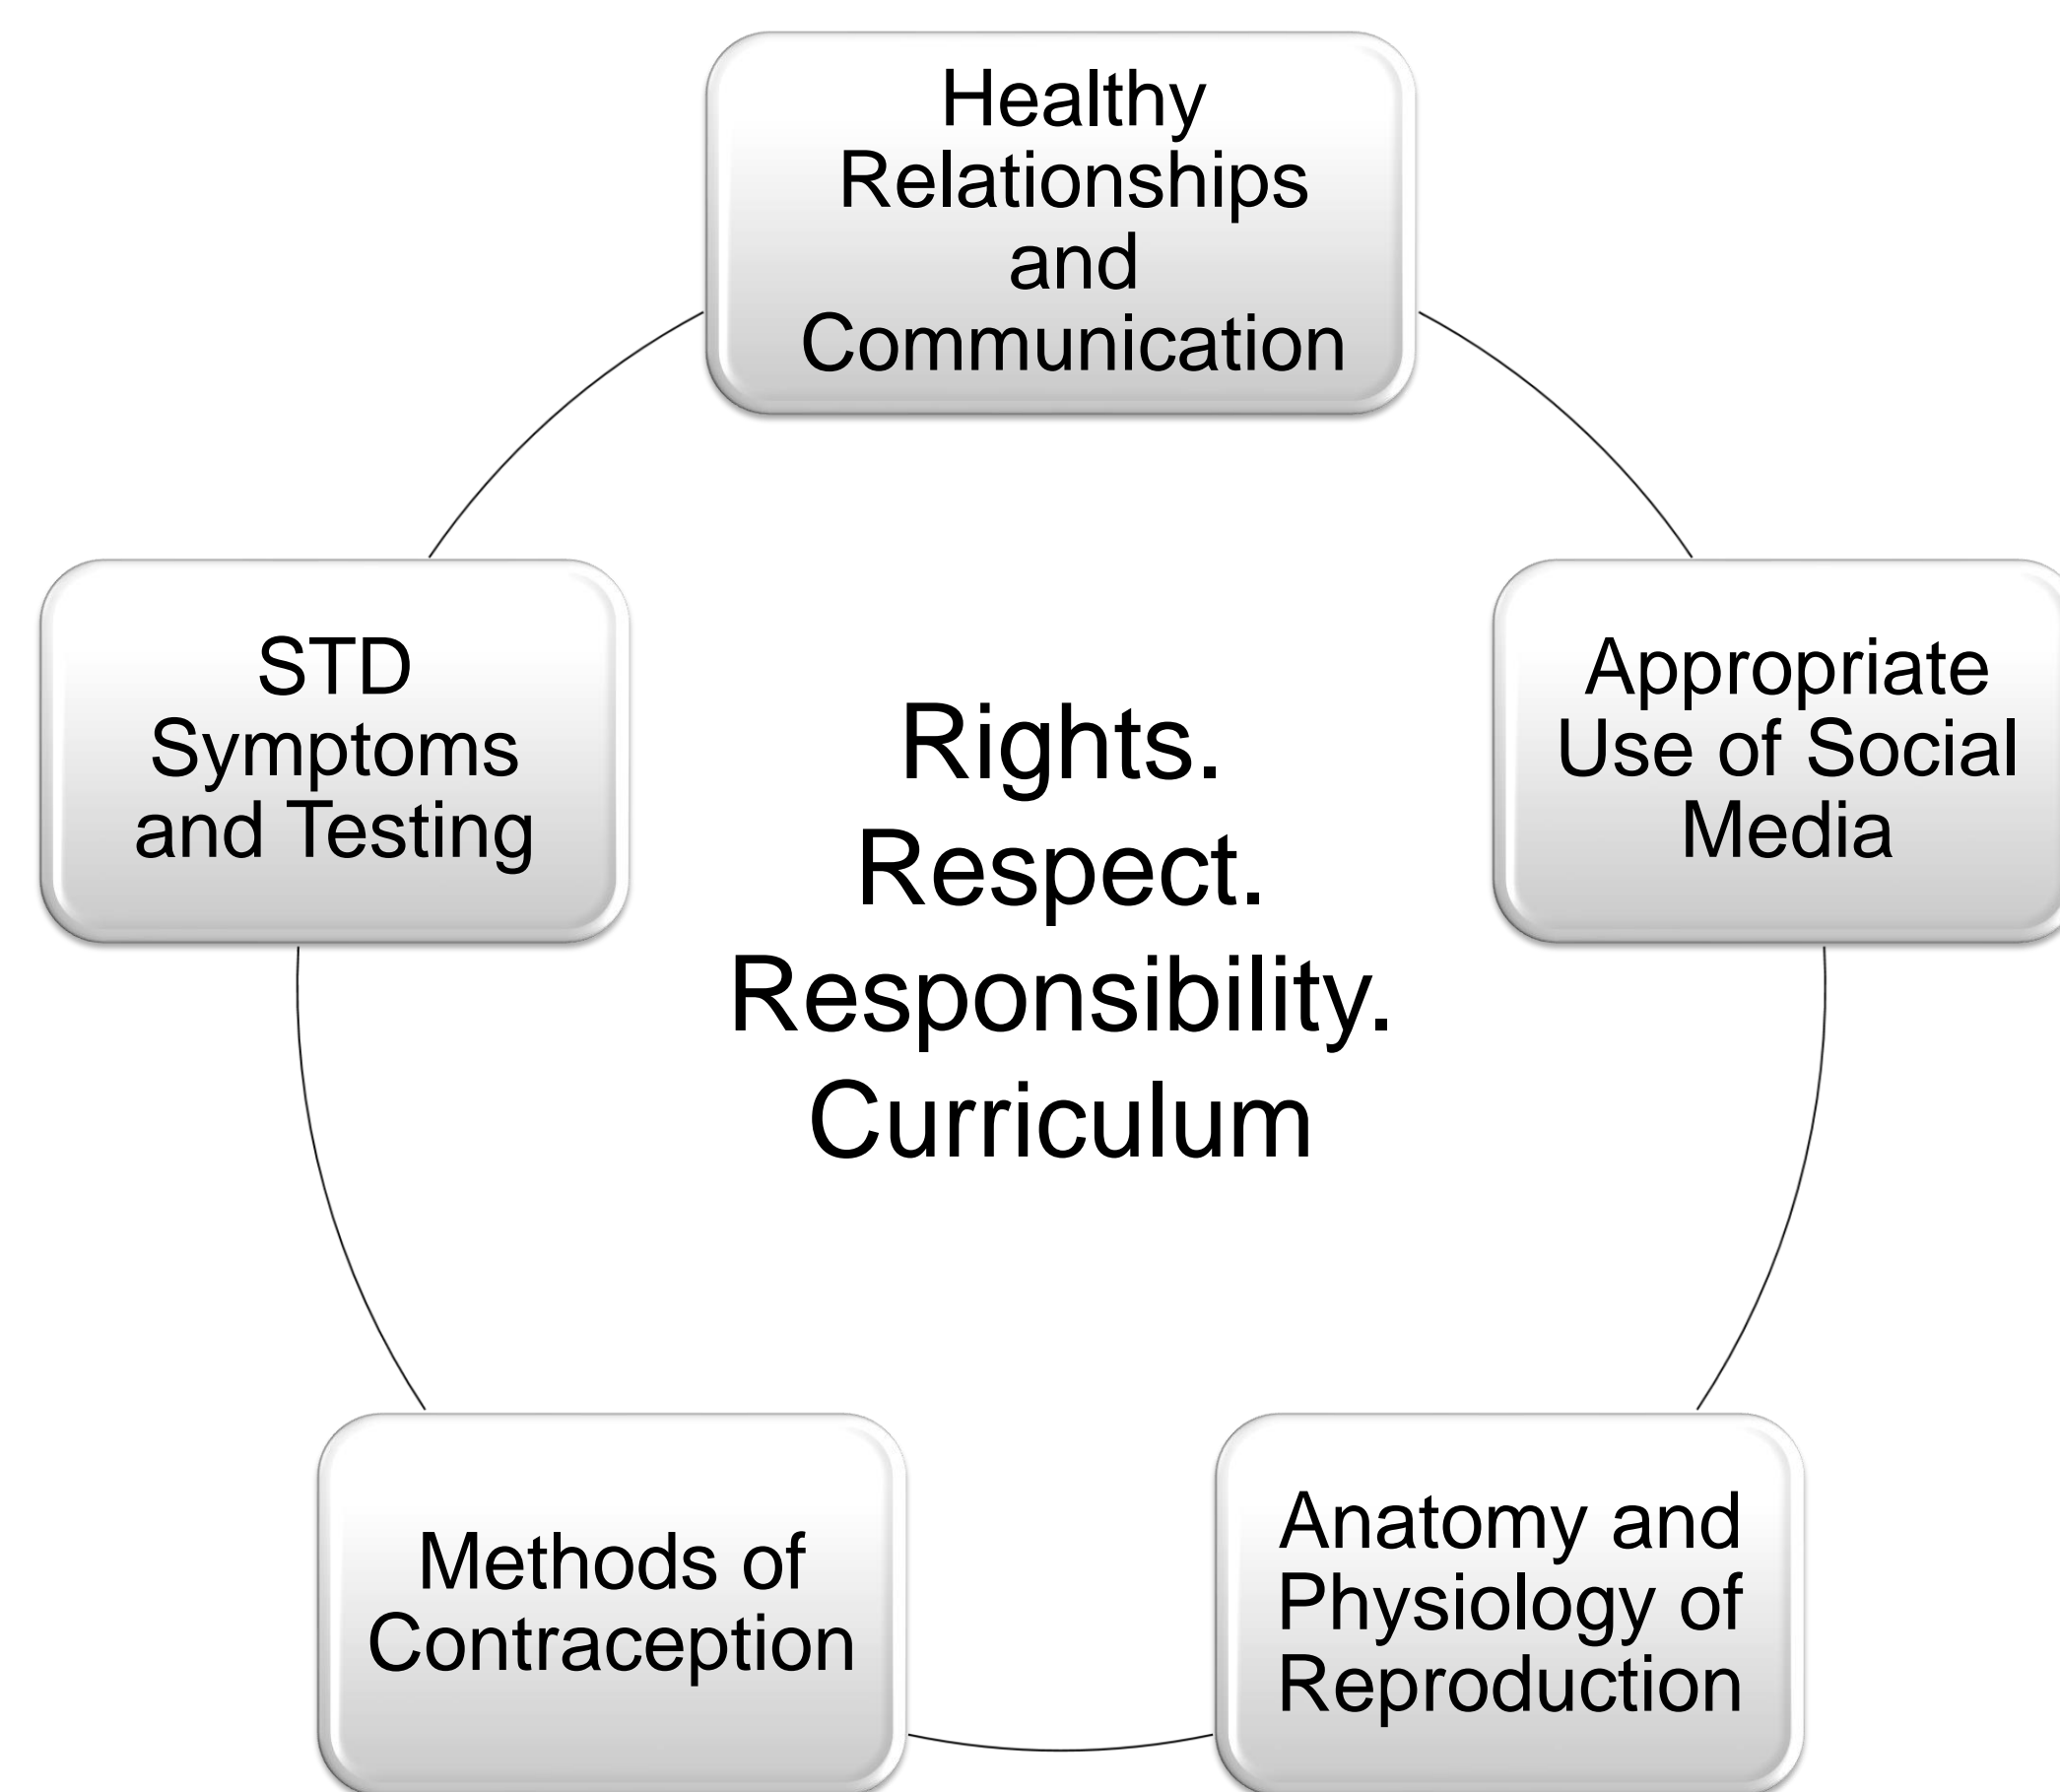 Healthy
Relationships
and
Communication
STD
Symptoms
and Testing
Appropriate
Use of Social
Media
Rights.
Respect.
Responsibility.
Curriculum
Methods of
Contraception
Anatomy and
Physiology of
Reproduction